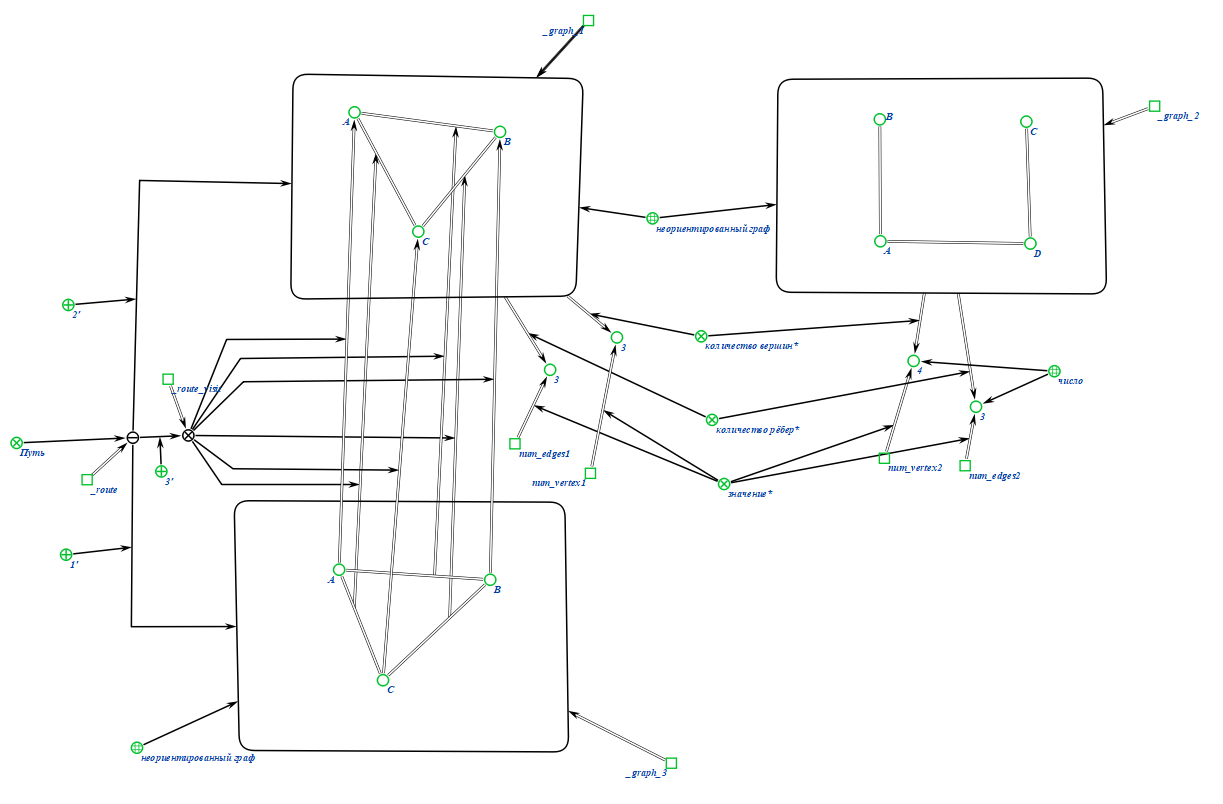 _graph_1
A
B
C
неориентированный граф
B
C
A
D
_graph_2
2'
количество вершин*
3
3
4
число
3
_route_visit
количество рёбер*
Путь
_route
3'
num_edges1
num_vertex1
значение*
num_vertex2
num_edges2
1'
A
B
C
неориентированный граф
_graph_3